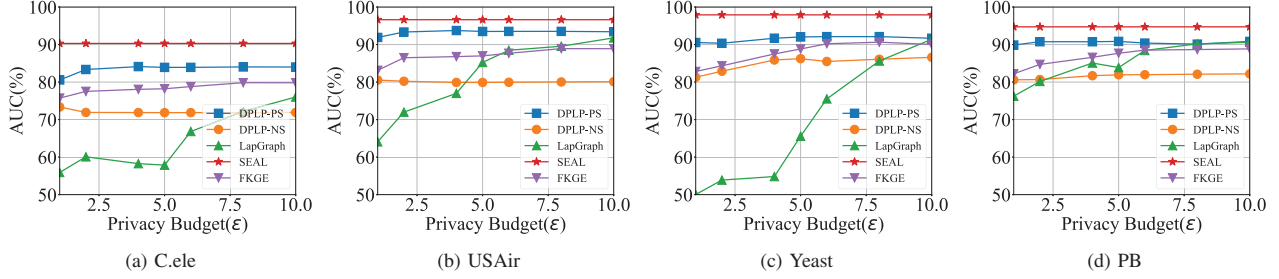 100
90
80
70
60
50
AUC(%)
DPLP-PS
DPLP-NS
LapGraph
SEAL
FKGE
2.5 5.0 7.5 10.0
Privacy Budget(ε)
(a) C.ele
100
90
80
70
60
50
AUC(%)
DPLP-PS
DPLP-NS
LapGraph
SEAL
FKGE
2.5 5.0 7.5 10.0
Privacy Budget(ε)
(b) USAir
100
90
80
70
60
50
AUC(%)
DPLP-PS
DPLP-NS
LapGraph
SEAL
FKGE
2.5 5.0 7.5 10.0
Privacy Budget(ε)
(c) Yeast
100
90
80
70
60
50
AUC(%)
DPLP-PS
DPLP-NS
LapGraph
SEAL
FKGE
2.5 5.0 7.5 10.0
Privacy Budget(ε)
(d) PB